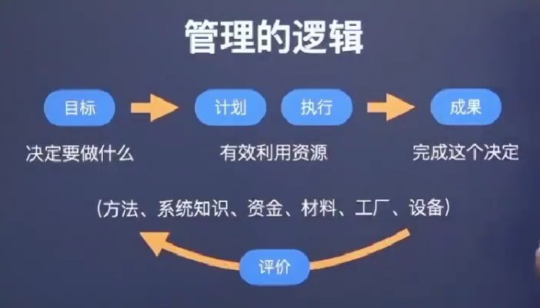 管理的逻辑
目标 计划 执行 成果
决定要做什么 有效利用资源 完成这个决定
(方法、系统知识、资金、材料、工厂、设备)
评价